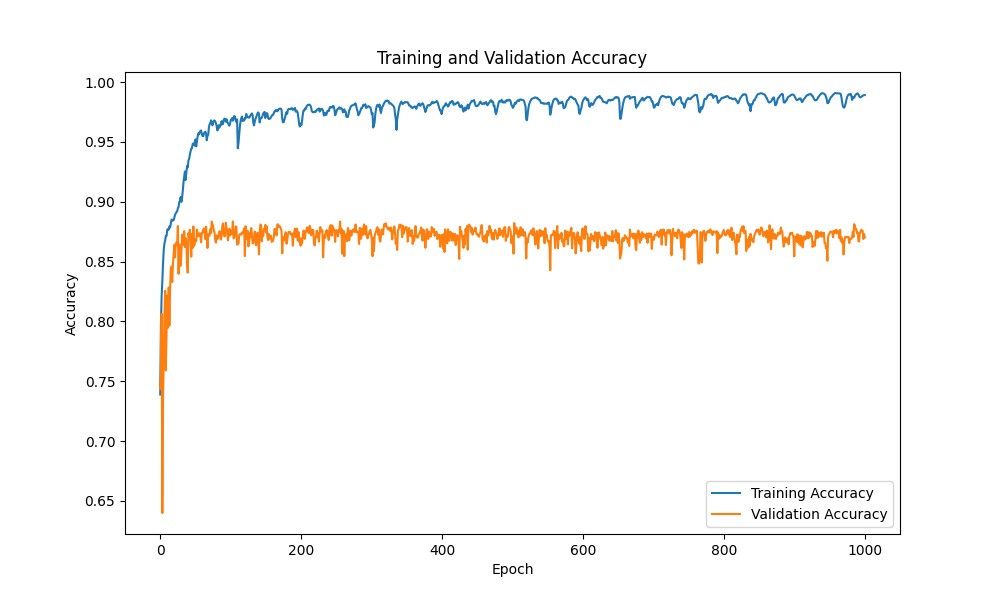 Training and Validation Accuracy
1.00
0.95
0.90
0.85
0.80
0.75
0.70
0.65
Accuracy
0
200
400
600
800
1000
Epoch
Training Accuracy
Validation Accuracy